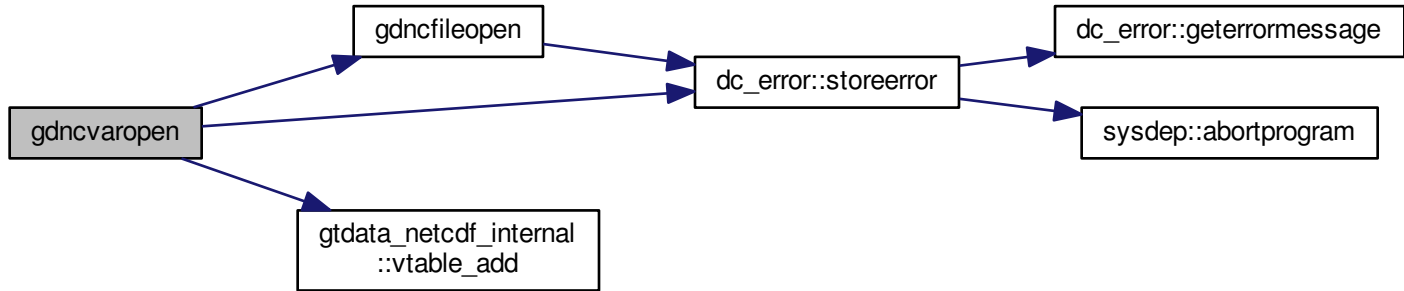 gdncfileopen
dc_error::geterrormessage
dc_error::storeerror
gdncvaropen
sysdep::abortprogram
gtdata_netcdf_internal
::vtable_add